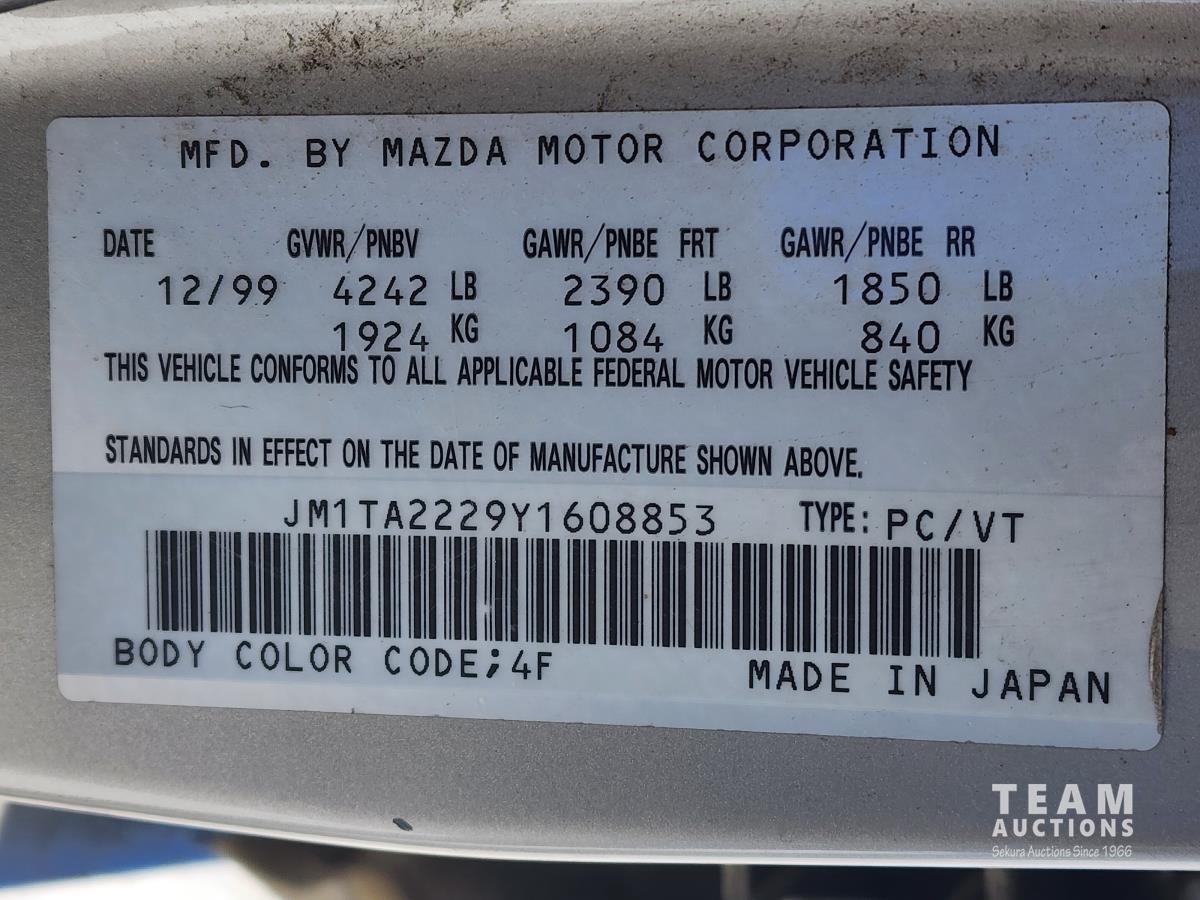 MFD. BY MAZDA MOTOR CORPORATION
DATE GVWR/PNBV GAWR/PNBE FRT GAWR/PNBE RR
12/99 4242 LB 2390 LB 1850 LB
1924 KG 1084 KG 840 KG
THIS VEHICLE CONFORMS TO ALL APPLICABLE FEDERAL MOTOR VEHICLE SAFETY
STANDARDS IN EFFECT ON THE DATE OF MANUFACTURE SHOWN ABOVE.
JM1TA2229Y1608853 TYPE: PC/VT
BODY COLOR CODE;4F MADE IN JAPAN
TEAM
AUCTIONS
Sekura Auctions Since 1966